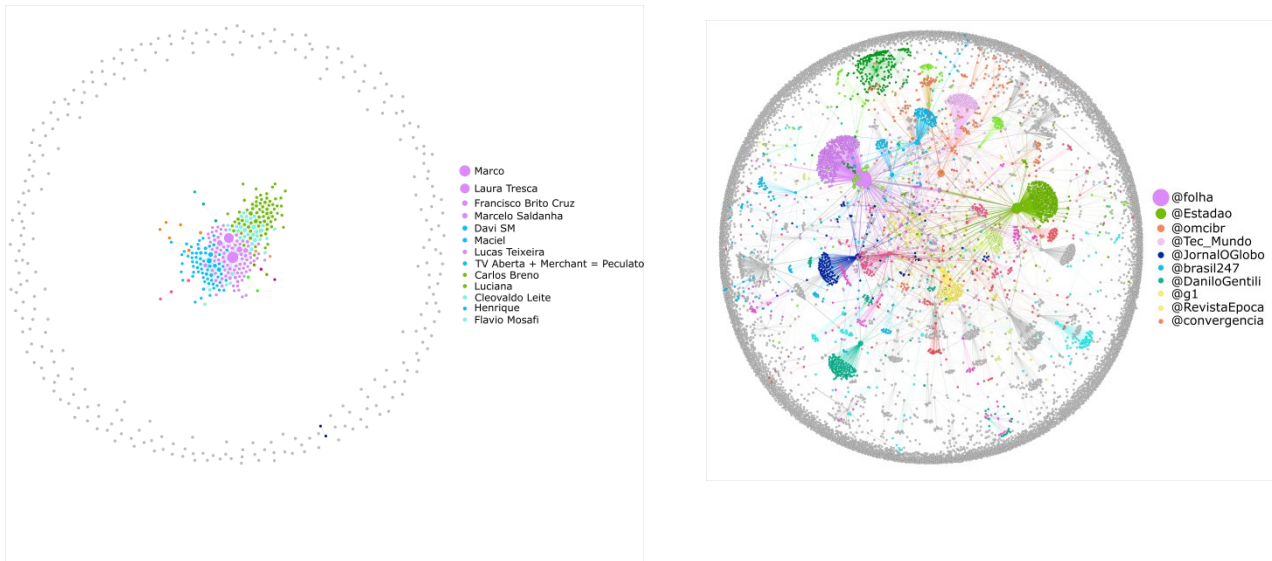 Marco
Laura Tresca
Francisco Brito Cruz
Marcelo Saldanha
Davi SM
Maciel
Lucas Teixeira
TV Aberta + Merchant = Peculato
Carlos Breno
Luciana
Cleovaldo Leite
Henrique
Flavio Mosafi
@folha
@Estadao
@omcibr
@Tec_Mundo
@JornalOGlobo
@brasil247
@DaniloGentili
@g1
@RevistaEpoca
@convergencia